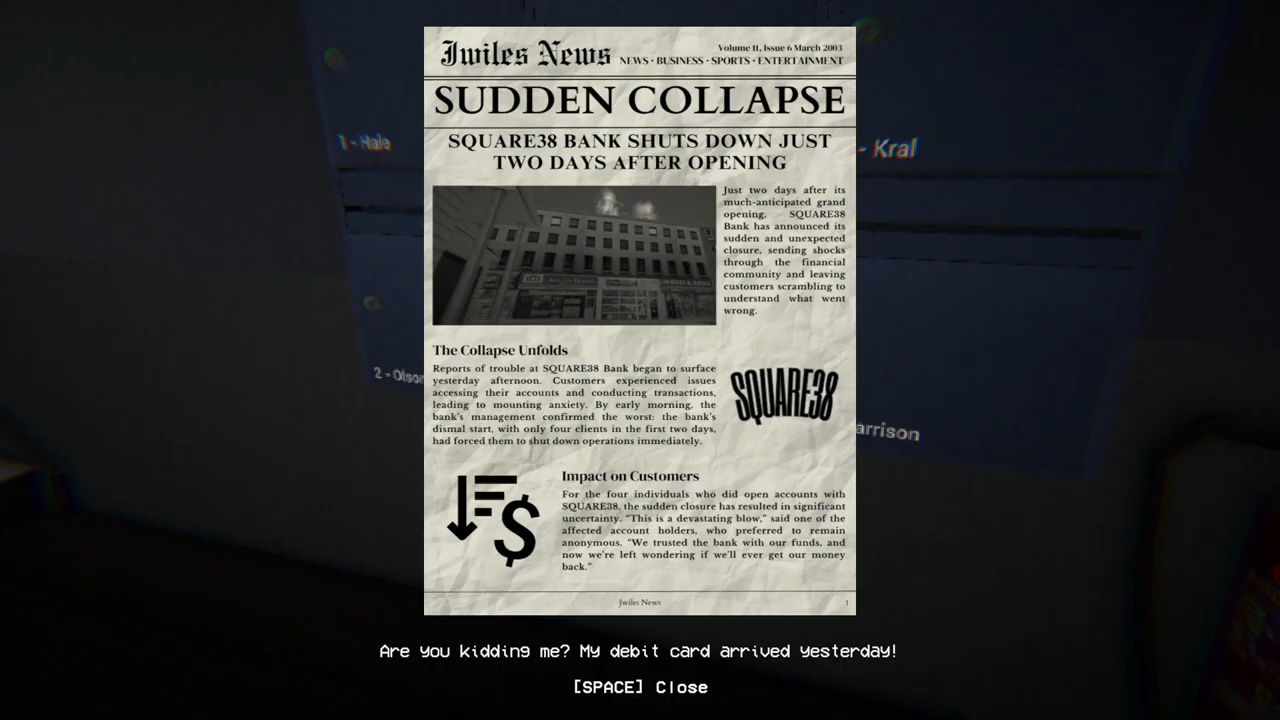 Jwiles News
Volume II, Issue 6 March 2003
NEWS • BUSINESS • SPORTS • ENTERTAINMENT
SUDDEN COLLAPSE
SQUARE38 BANK SHUTS DOWN JUST
TWO DAYS AFTER OPENING
Just two days after its
much-anticipated grand
opening, SQUARE38
Bank has announced its
sudden and unexpected
closure, sending shocks
through the financial
community and leaving
customers scrambling to
understand what went
wrong.
The Collapse Unfolds
Reports of trouble at SQUARE38 Bank began to surface
yesterday afternoon. Customers experienced issues
accessing their accounts and conducting transactions,
leading to mounting anxiety. By early morning, the
bank's management confirmed the worst: the bank's
dismal start, with only four clients in the first two days,
had forced them to shut down operations immediately.
SQUARE38
Impact on Customers
For the four individuals who did open accounts with
SQUARE38, the sudden closure has resulted in significant
uncertainty. "This is a devastating blow," said one of the
affected account holders, who preferred to remain
anonymous. "We trusted the bank with our funds, and
now we're left wondering if we'll ever get our money
back."
Jwiles News
1
1 - Hale
- Kral
2 - Olson
arrison
Are you kidding me? My debit card arrived yesterday!
[SPACE] Close